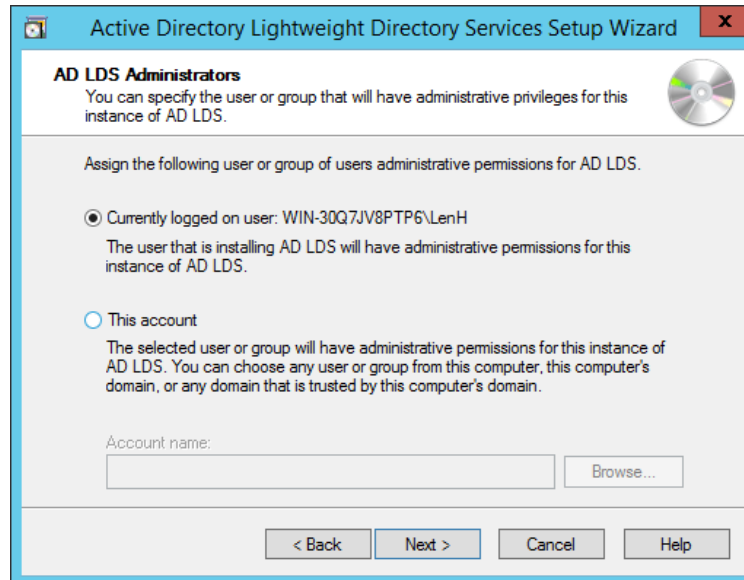 Active Directory Lightweight Directory Services Setup Wizard
x
AD LDS Administrators
You can specify the user or group that will have administrative privileges for this
instance of AD LDS.
Assign the following user or group of users administrative permissions for AD LDS.
Currently logged on user: WIN-30Q7JV8PTP6\LenH
The user that is installing AD LDS will have administrative permissions for this
instance of AD LDS.
This account
The selected user or group will have administrative permissions for this instance of
AD LDS. You can choose any user or group from this computer, this computer's
domain, or any domain that is trusted by this computer's domain.
Account name:
Browse...
< Back Next > Cancel Help